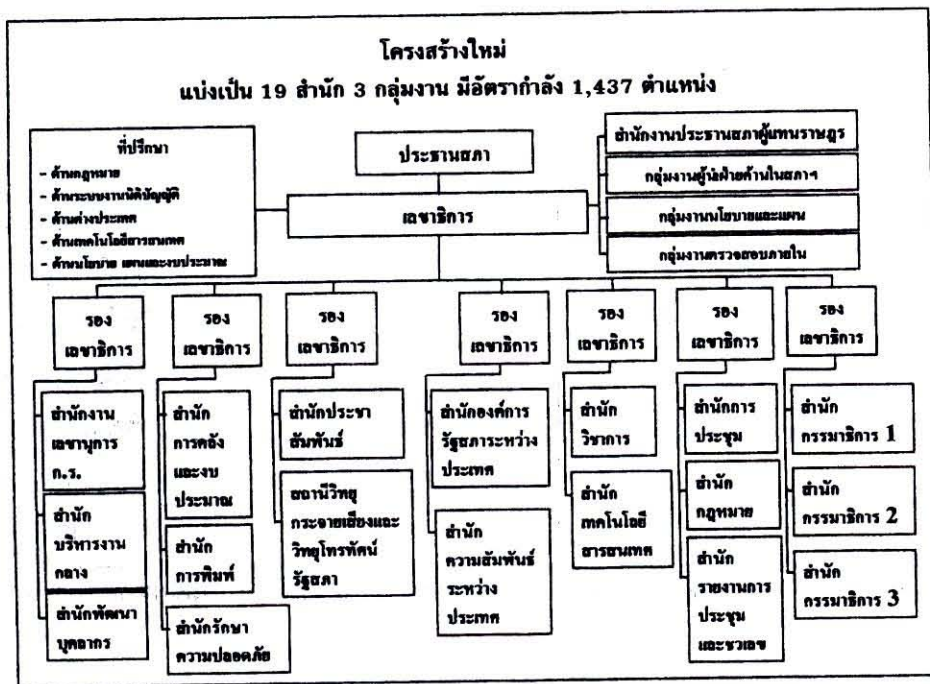 โครงสร้างใหม่
แบ่งเป็น 19 สำนัก 3 กลุ่มงาน มีอัตรากำลัง 1,437 ตำแหน่ง
ที่ปรึกษา
- ด้านกฎหมาย
- ด้านระบบงานนิติบัญญัติ
- ด้านต่างประเทศ
- ด้านเทคโนโลยีสารสนเทศ
- ด้านนโยบาย แผนและงบประมาณ
ประธานสภา
เลขาธิการ
สำนักงานประธานสภาผู้แทนราษฎร
กลุ่มงานผู้นำฝ่ายค้านในสภาฯ
กลุ่มงานนโยบายและแผน
กลุ่มงานตรวจสอบภายใน
รอง
เลขาธิการ
รอง
เลขาธิการ
รอง
เลขาธิการ
รอง
เลขาธิการ
รอง
เลขาธิการ
รอง
เลขาธิการ
รอง
เลขาธิการ
สำนักงาน
เลขานุการ
ก.ร.
สำนัก
บริหารงาน
กลาง
สำนักพัฒนา
บุคลากร
สำนัก
การคลัง
และงบ
ประมาณ
สำนัก
การพิมพ์
สำนักรักษา
ความปลอดภัย
สำนักประชา
สัมพันธ์
สถานีวิทยุ
กระจายเสียงและ
วิทยุโทรทัศน์
รัฐสภา
สำนักองค์การ
รัฐสภาระหว่าง
ประเทศ
สำนัก
ความสัมพันธ์
ระหว่าง
ประเทศ
สำนัก
วิชาการ
สำนัก
เทคโนโลยี
สารสนเทศ
สำนักการ
ประชุม
สำนัก
กฎหมาย
สำนัก
รายงานการ
ประชุม
และชวเลข
สำนัก
กรรมาธิการ 1
สำนัก
กรรมาธิการ 2
สำนัก
กรรมาธิการ 3